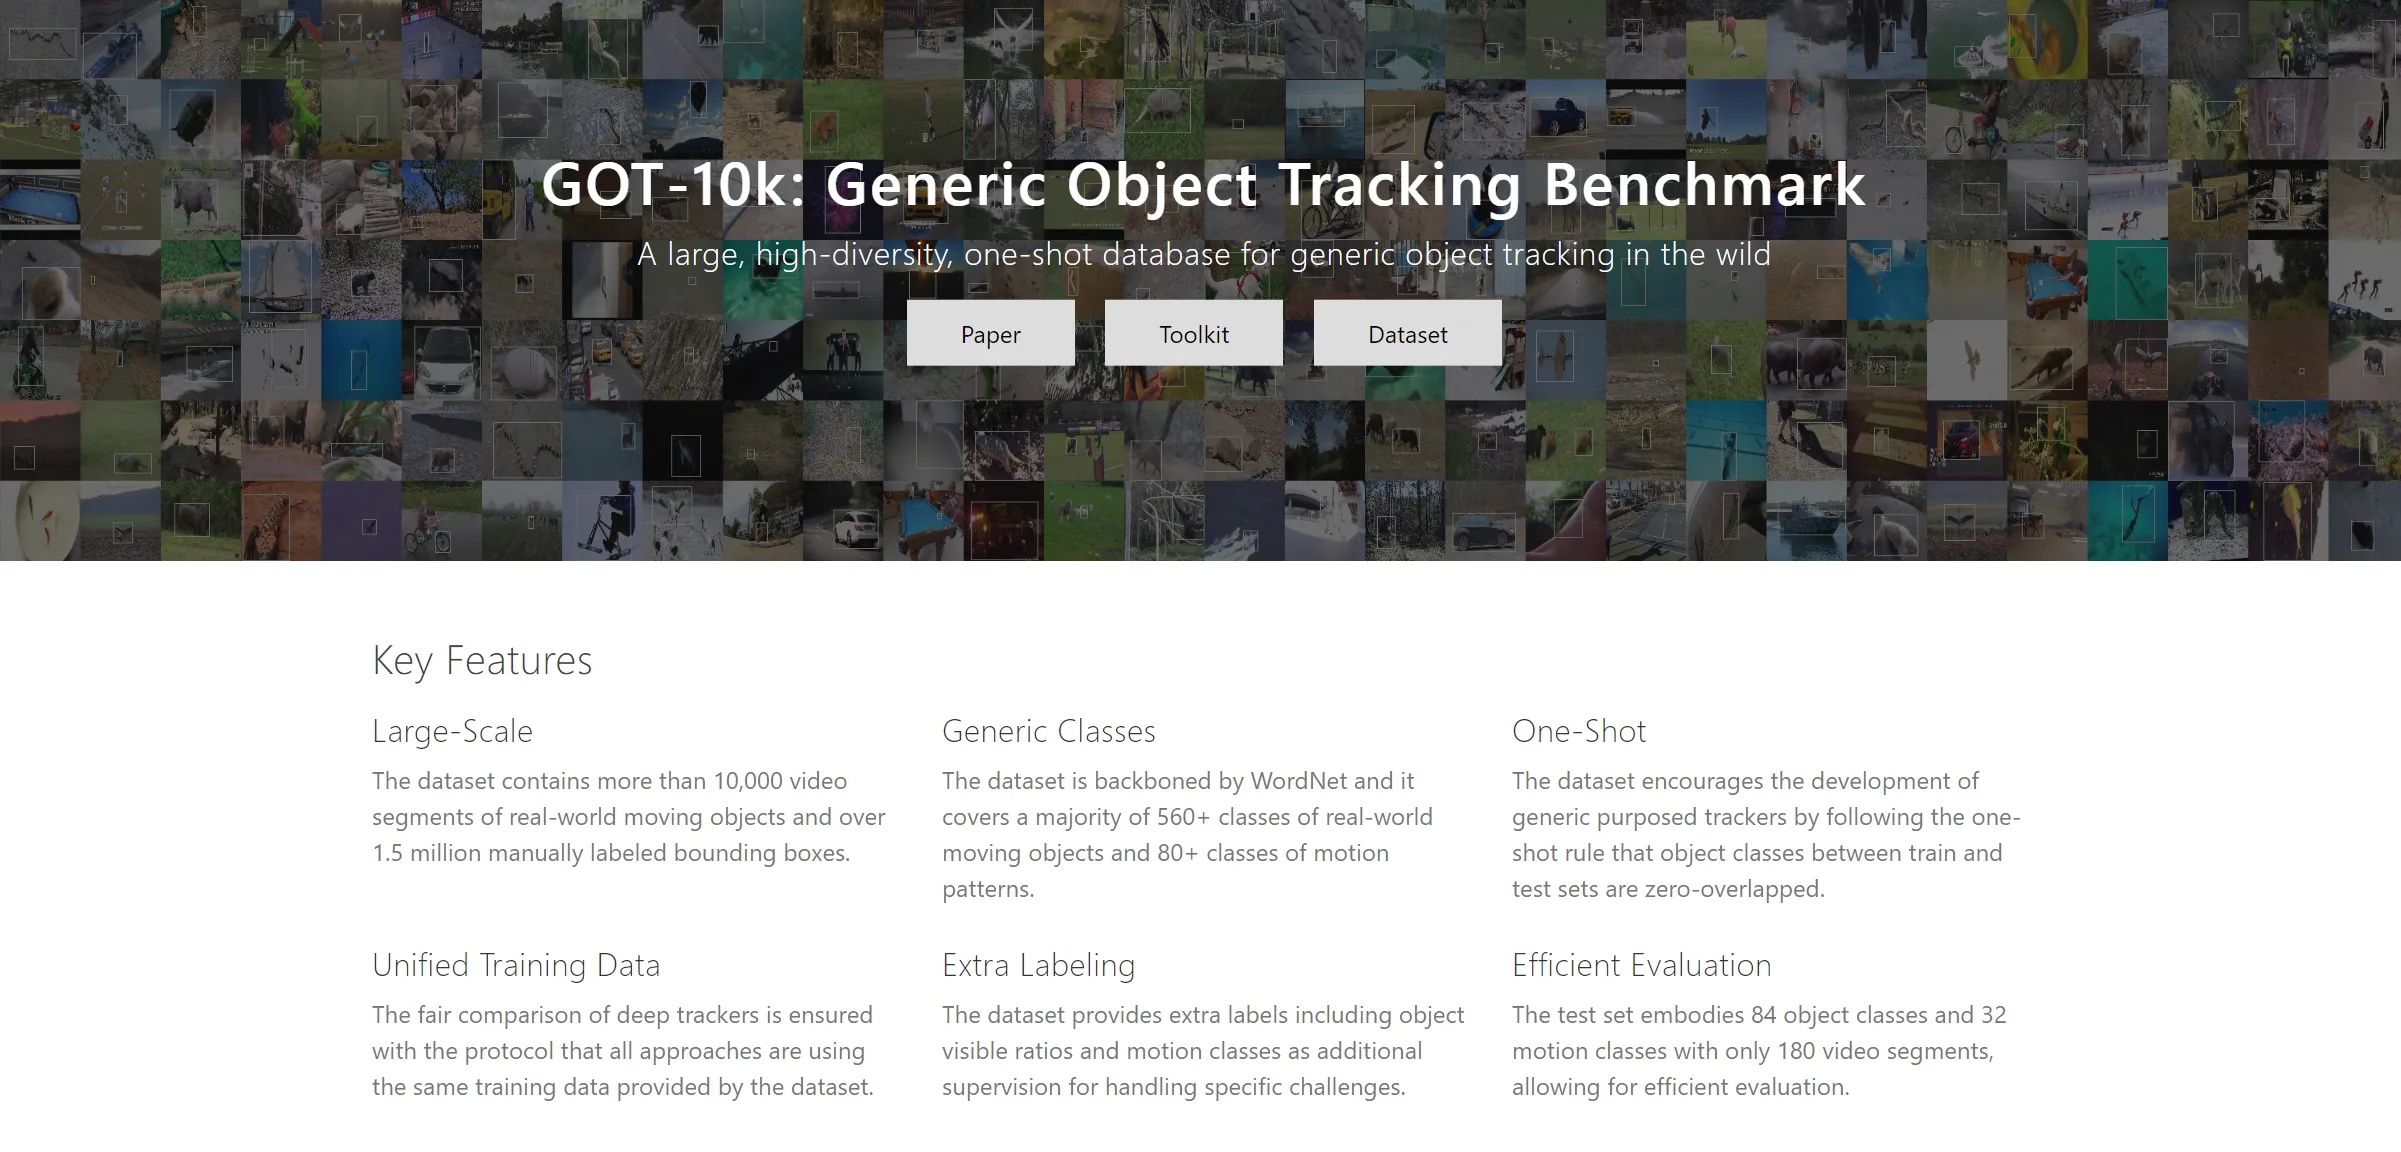 GOT-10k: Generic Object Tracking Benchmark
A large, high-diversity, one-shot database for generic object tracking in the wild
Paper
Toolkit
Dataset
Key Features
Large-Scale
The dataset contains more than 10,000 video
segments of real-world moving objects and over
1.5 million manually labeled bounding boxes.
Generic Classes
The dataset is backboned by WordNet and it
covers a majority of 560+ classes of real-world
moving objects and 80+ classes of motion
patterns.
One-Shot
The dataset encourages the development of
generic purposed trackers by following the one-
shot rule that object classes between train and
test sets are zero-overlapped.
Unified Training Data
The fair comparison of deep trackers is ensured
with the protocol that all approaches are using
the same training data provided by the dataset.
Extra Labeling
The dataset provides extra labels including object
visible ratios and motion classes as additional
supervision for handling specific challenges.
Efficient Evaluation
The test set embodies 84 object classes and 32
motion classes with only 180 video segments,
allowing for efficient evaluation.